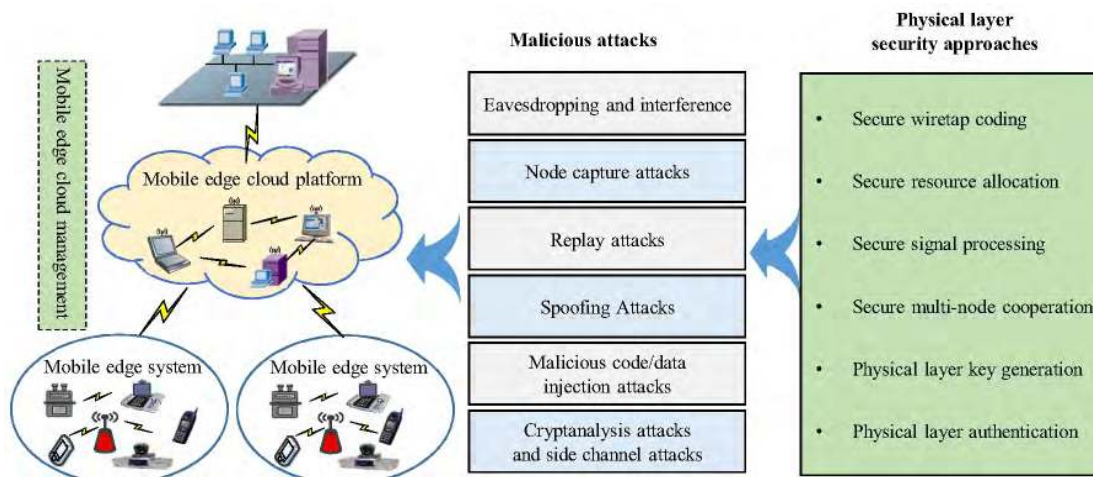 Mobile edge cloud management
Mobile edge cloud platform
Mobile edge system
Mobile edge system
Malicious attacks
Eavesdropping and interference
Node capture attacks
Replay attacks
Spoofing Attacks
Malicious code/data
injection attacks
Cryptanalysis attacks
and side channel attacks
Physical layer
security approaches
• Secure wiretap coding
• Secure resource allocation
• Secure signal processing
• Secure multi-node cooperation
• Physical layer key generation
• Physical layer authentication